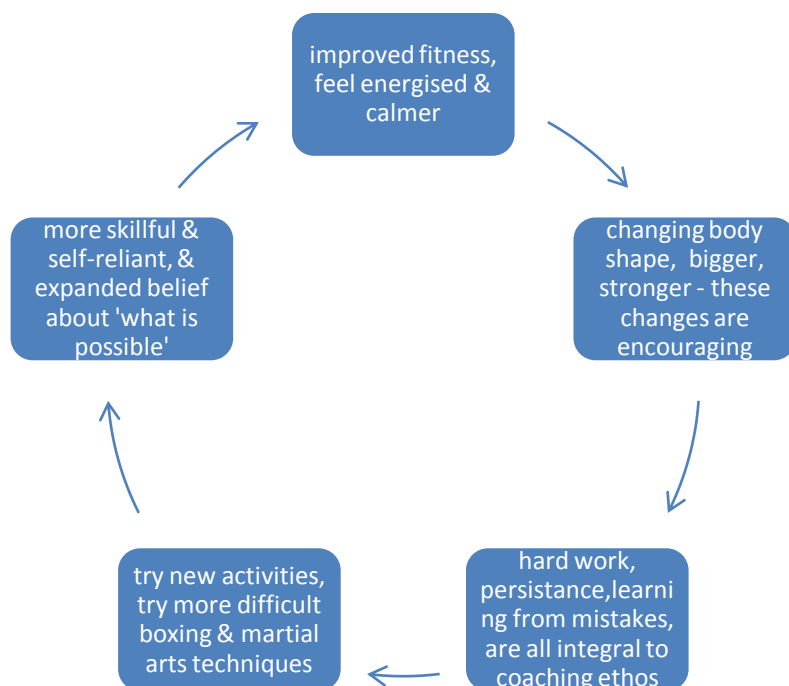 improved fitness,
feel energised &
calmer
changing body
shape,  bigger,
stronger - these
changes are
encouraging
hard work,
persistance,learni
ng from mistakes,
are all integral to
coaching ethos
try new activities,
try more difficult
boxing & martial
arts techniques
more skillful &
self-reliant, &
expanded belief
about 'what is
possible'